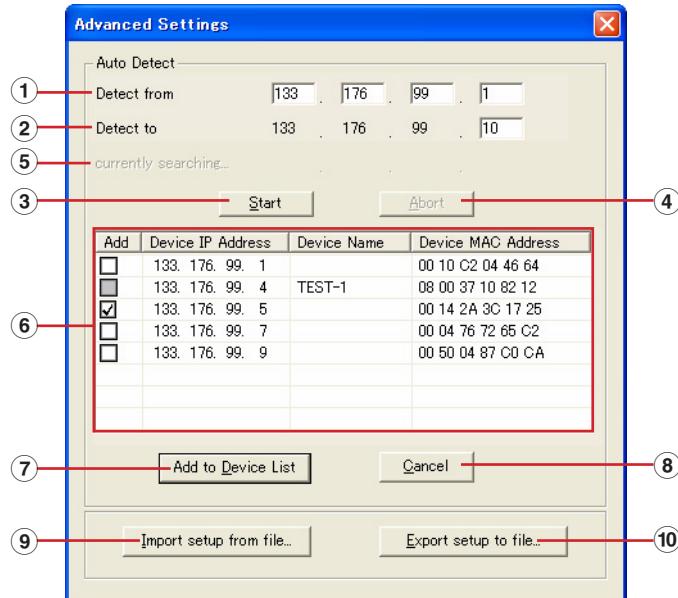 Advanced Settings
Auto Detect
① Detect from 133 . 176 . 99 . 1
② Detect to 133 . 176 . 99 . 10
⑤ currently searching... . . .
③ Start Abort ④
Add Device IP Address Device Name Device MAC Address
133. 176. 99. 1 00 10 C2 04 46 64
133. 176. 99. 4 TEST-1 08 00 37 10 82 12
⑥ 133. 176. 99. 5 00 14 2A 3C 17 25
133. 176. 99. 7 00 04 76 72 65 C2
133. 176. 99. 9 00 50 04 87 C0 CA
⑦ Add to Device List Cancel ⑧
⑨ Import setup from file... Export setup to file... ⑩